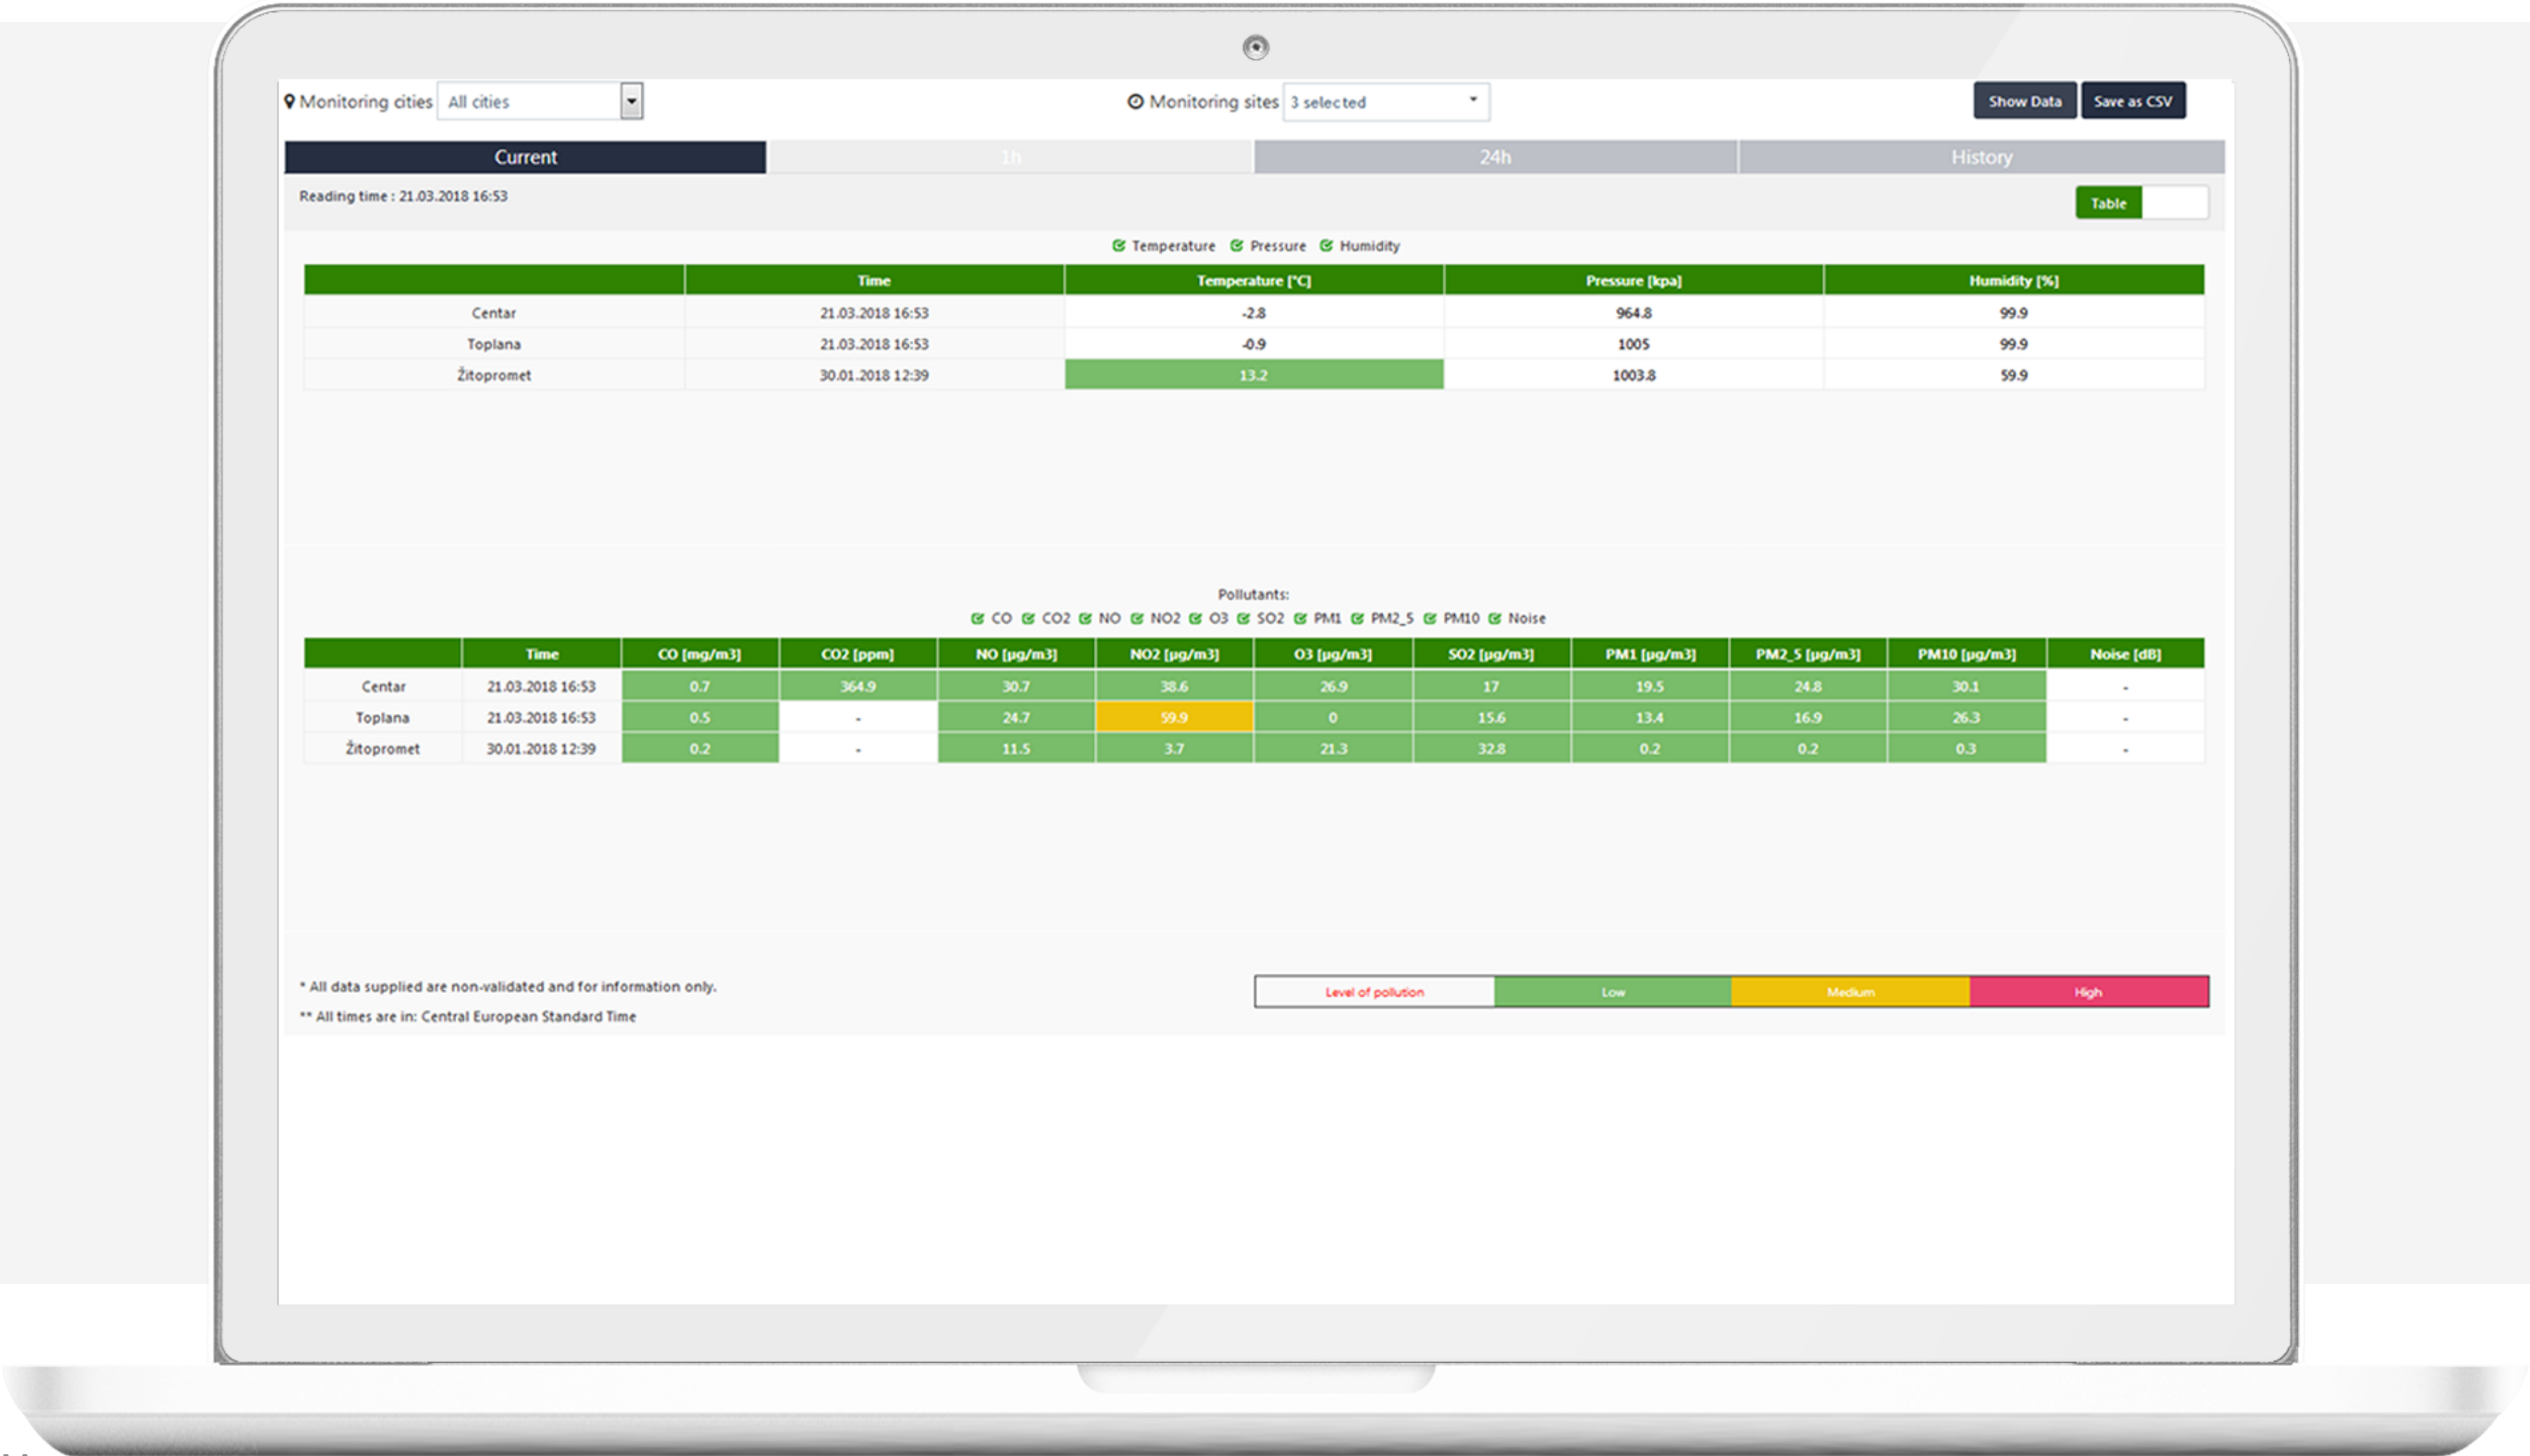 Monitoring cities All cities Monitoring sites 3 selected Show Data Save as CSV
Current 1h 24h History
Reading time : 21.03.2018 16:53 Table
Temperature Pressure Humidity
Time Temperature [°C] Pressure [kpa] Humidity [%]
Centar 21.03.2018 16:53 -2.8 964.8 99.9
Toplana 21.03.2018 16:53 -0.9 1005 99.9
Žitopromet 30.01.2018 12:39 13.2 1003.8 59.9
Pollutants:
CO CO2 NO NO2 O3 SO2 PM1 PM2_5 PM10 Noise
Time CO [mg/m3] CO2 [ppm] NO [µg/m3] NO2 [µg/m3] O3 [µg/m3] SO2 [µg/m3] PM1 [µg/m3] PM2_5 [µg/m3] PM10 [µg/m3] Noise [dB]
Centar 21.03.2018 16:53 0.7 364.9 30.7 38.6 26.9 17 19.5 24.8 30.1 -
Toplana 21.03.2018 16:53 0.5 - 24.7 59.9 0 15.6 13.4 16.9 26.3 -
Žitopromet 30.01.2018 12:39 0.2 - 11.5 3.7 21.3 32.8 0.2 0.2 0.3 -
* All data supplied are non-validated and for information only.
Level of pollution Low Medium High
** All times are in: Central European Standard Time